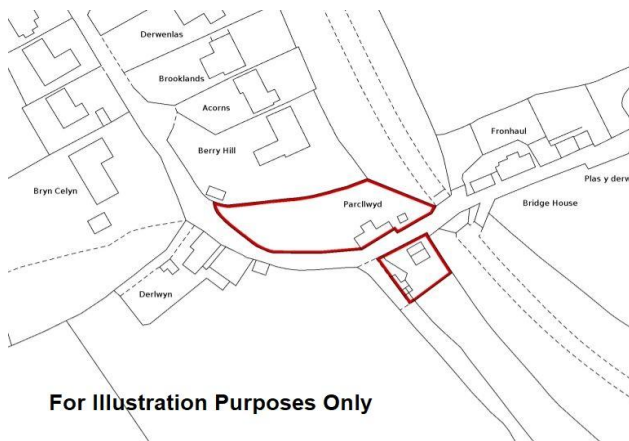 Derwenlas
Brooklands
Acorns
Berry Hill
Fronhaul
Bryn Celyn
Parcllwyd
Plas y derw
Bridge House
Derlwyn
For Illustration Purposes Only